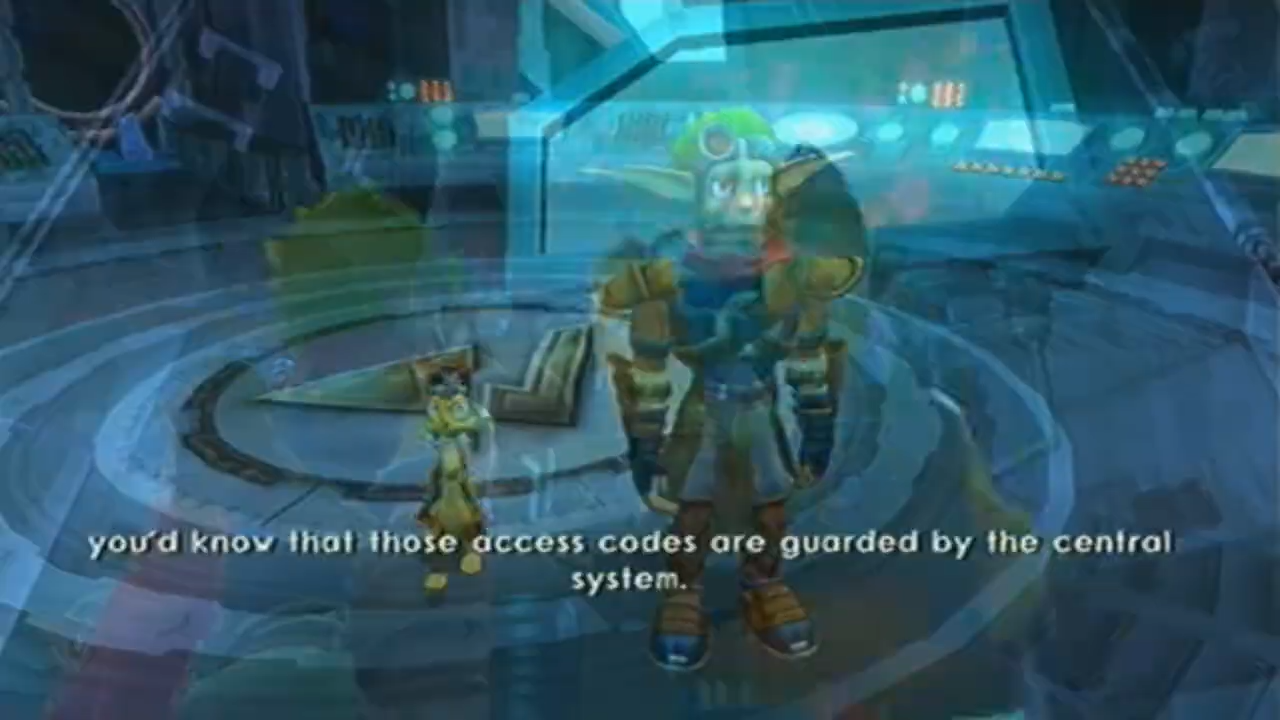 you'd know that those access codes are guarded by the central
system.